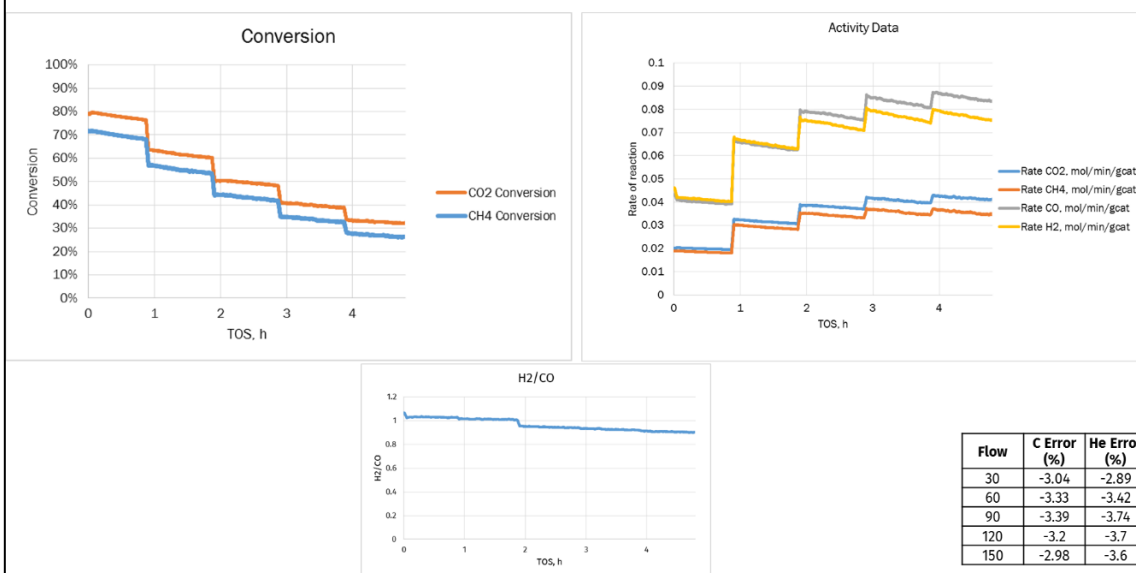 Conversion
100%
90%
80%
70%
60%
50%
40%
30%
20%
10%
0%
Conversion
0 1 2 3 4
TOS, h
CO2 Conversion
CH4 Conversion
Activity Data
0.1
0.09
0.08
0.07
0.06
0.05
0.04
0.03
0.02
0.01
0
Rate of reaction
0 1 2 3 4
TOS, h
Rate CO2, mol/min/gcat
Rate CH4, mol/min/gcat
Rate CO, mol/min/gcat
Rate H2, mol/min/gcat
H2/CO
1.2
1
0.8
0.6
0.4
0.2
0
H2/CO
0 1 2 3 4
TOS, h
Flow C Error (%) He Erro (%)
30 -3.04 -2.89
60 -3.33 -3.42
90 -3.39 -3.74
120 -3.2 -3.7
150 -2.98 -3.6